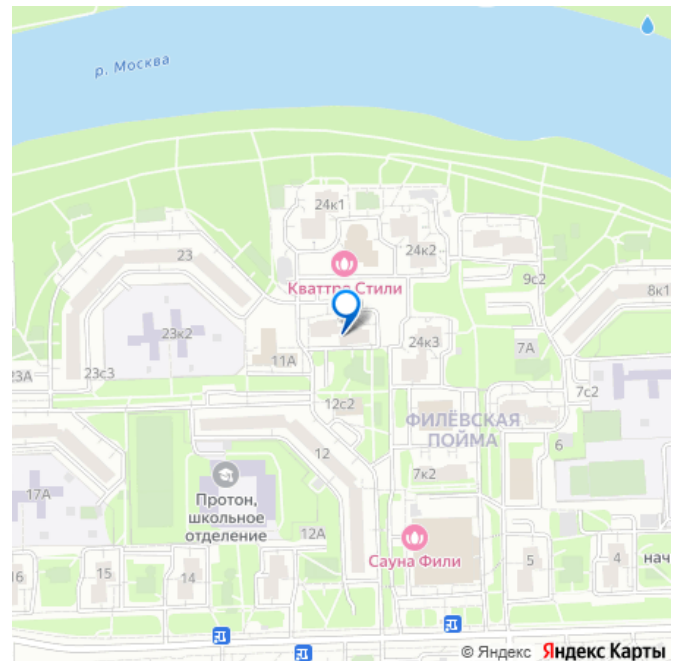 р. Москва
24к1
23
24к2
Кваттро Стили
9с2
8к1
23к2
24к3
7А
11А
23А
23с3
7с2
12с2
ФИЛЁВСКАЯ
ПОЙМА
12
6
7к2
17А
Протон,
школьное
отделение
12А
Сауна Фили
16
15
14
5
4
нач
© Яндекс Яндекс Карты